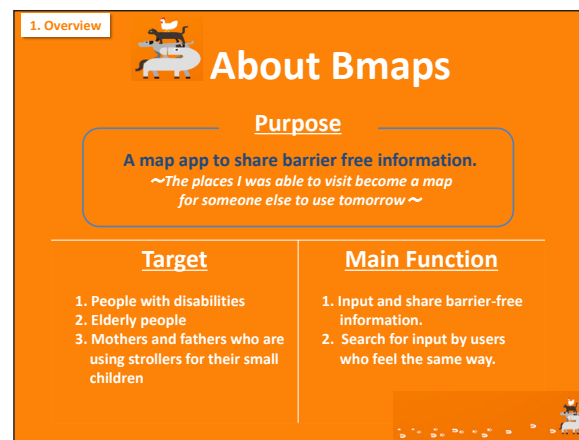 1. Overview
About Bmaps
Purpose
A map app to share barrier free information.
～The places I was able to visit become a map
for someone else to use tomorrow～
Target
1. People with disabilities
2. Elderly people
3. Mothers and fathers who are
using strollers for their small
children
Main Function
1. Input and share barrier-free
information.
2. Search for input by users
who feel the same way.